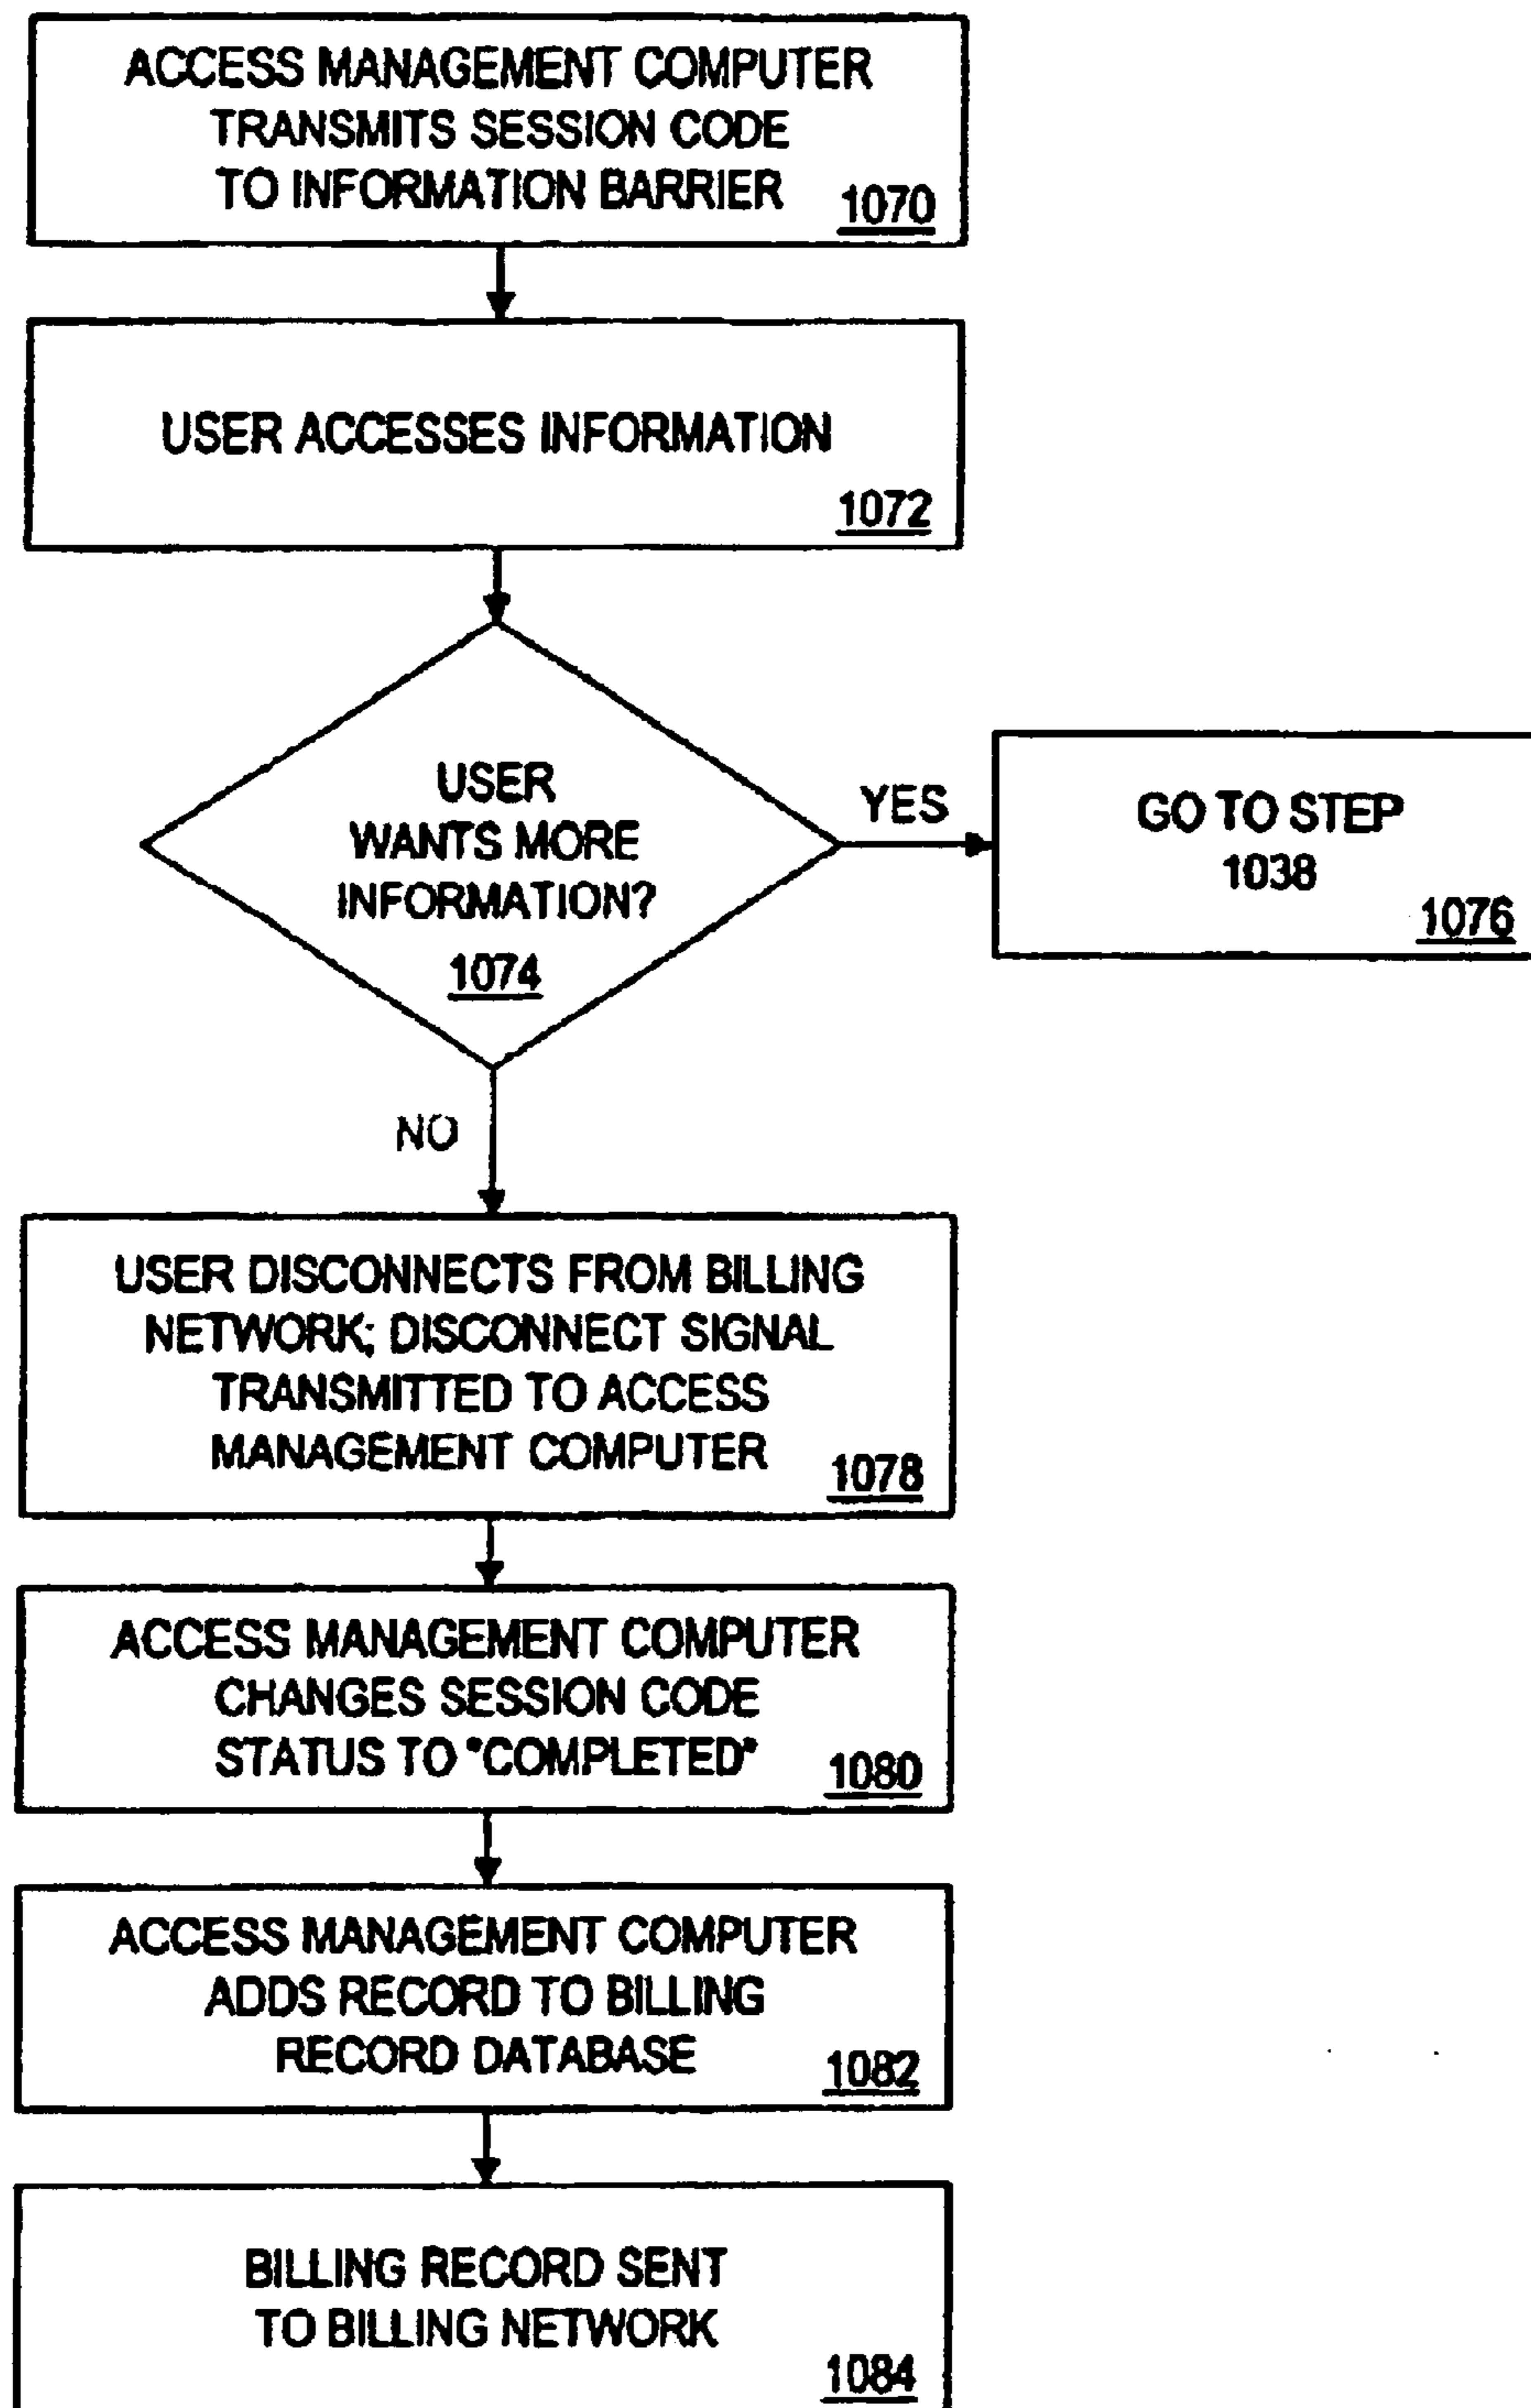 ACCESS MANAGEMENT COMPUTER
TRANSMITS SESSION CODE
TO INFORMATION BARRIER
1070
USER ACCESSES INFORMATION
1072
USER
WANTS MORE
INFORMATION?
1074
YES
GO TO STEP
1038
1076
NO
USER DISCONNECTS FROM BILLING
NETWORK; DISCONNECT SIGNAL
TRANSMITTED TO ACCESS
MANAGEMENT COMPUTER
1078
ACCESS MANAGEMENT COMPUTER
CHANGES SESSION CODE
STATUS TO "COMPLETED"
1080
ACCESS MANAGEMENT COMPUTER
ADDS RECORD TO BILLING
RECORD DATABASE
1082
BILLING RECORD SENT
TO BILLING NETWORK
1084